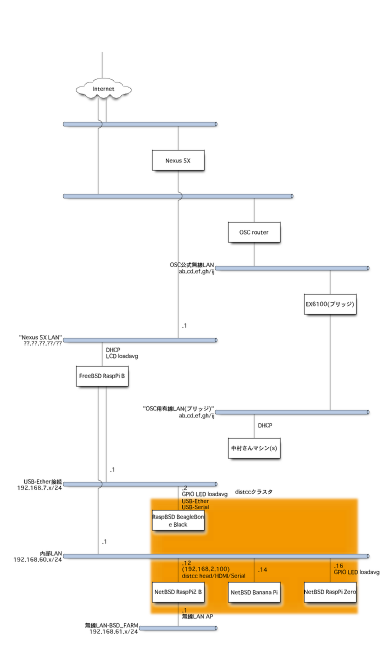 Internet
Nexus 5X
OSC router
OSC公式無線LAN
ab,cd,ef,gh/ij
EX6100(ブリッジ)
.1
"Nexus 5X LAN"
??,??,??,??/??
DHCP
LCD loadavg
FreeBSD RaspPi B
"OSC用有線LAN(ブリッジ)"
ab,cd,ef,gh/ij
DHCP
中村さんマシン(s)
.1
USB-Ether接続
192.168.7.x/24
.2
GPIO LED loadavg
USB-Ether
USB-Serial
distccクラスタ
RaspBSD BeagleBon
e Black
.1
内部LAN
192.168.60.x/24
.12
(192.168.2.100)
distcc head/HDMI/Serial
.14
.16
GPIO LED loadavg
NetBSD RaspiZ B
NetBSD Banana Pi
NetBSD RasPi Zero
.1
無線LAN AP
無線LAN-BSD_FARM
192.168.61.x/24